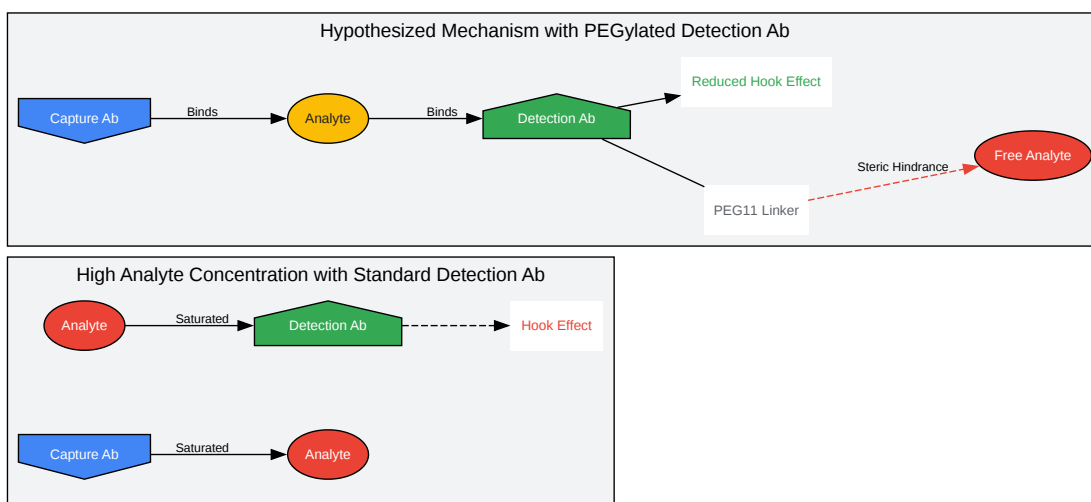 Hypothesized Mechanism with PEGylated Detection Ab
Reduced Hook Effect
Capture Ab
Binds
Analyte
Binds
Detection Ab
Free Analyte
Steric Hindrance
PEG11 Linker
High Analyte Concentration with Standard Detection Ab
Analyte
Saturated
Detection Ab
Hook Effect
Capture Ab
Saturated
Analyte